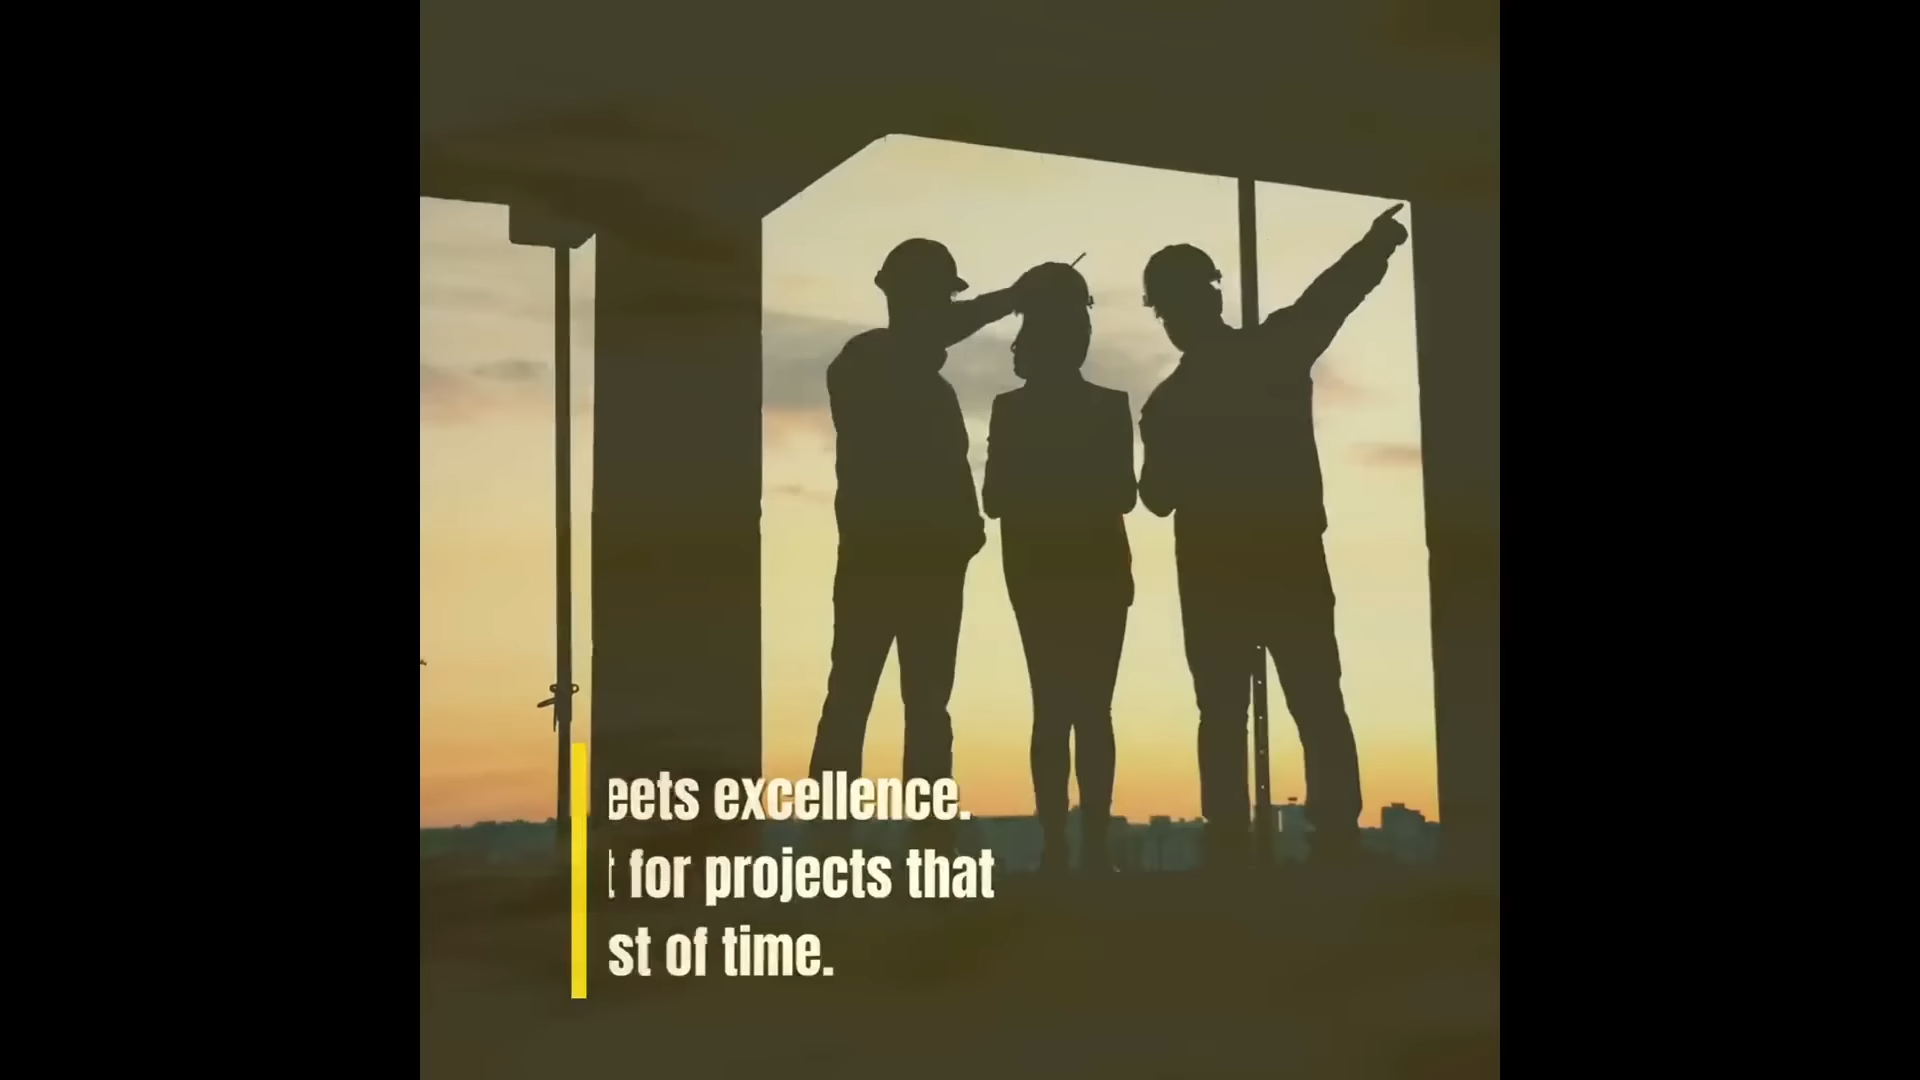 eets excellence.
t for projects that
st of time.